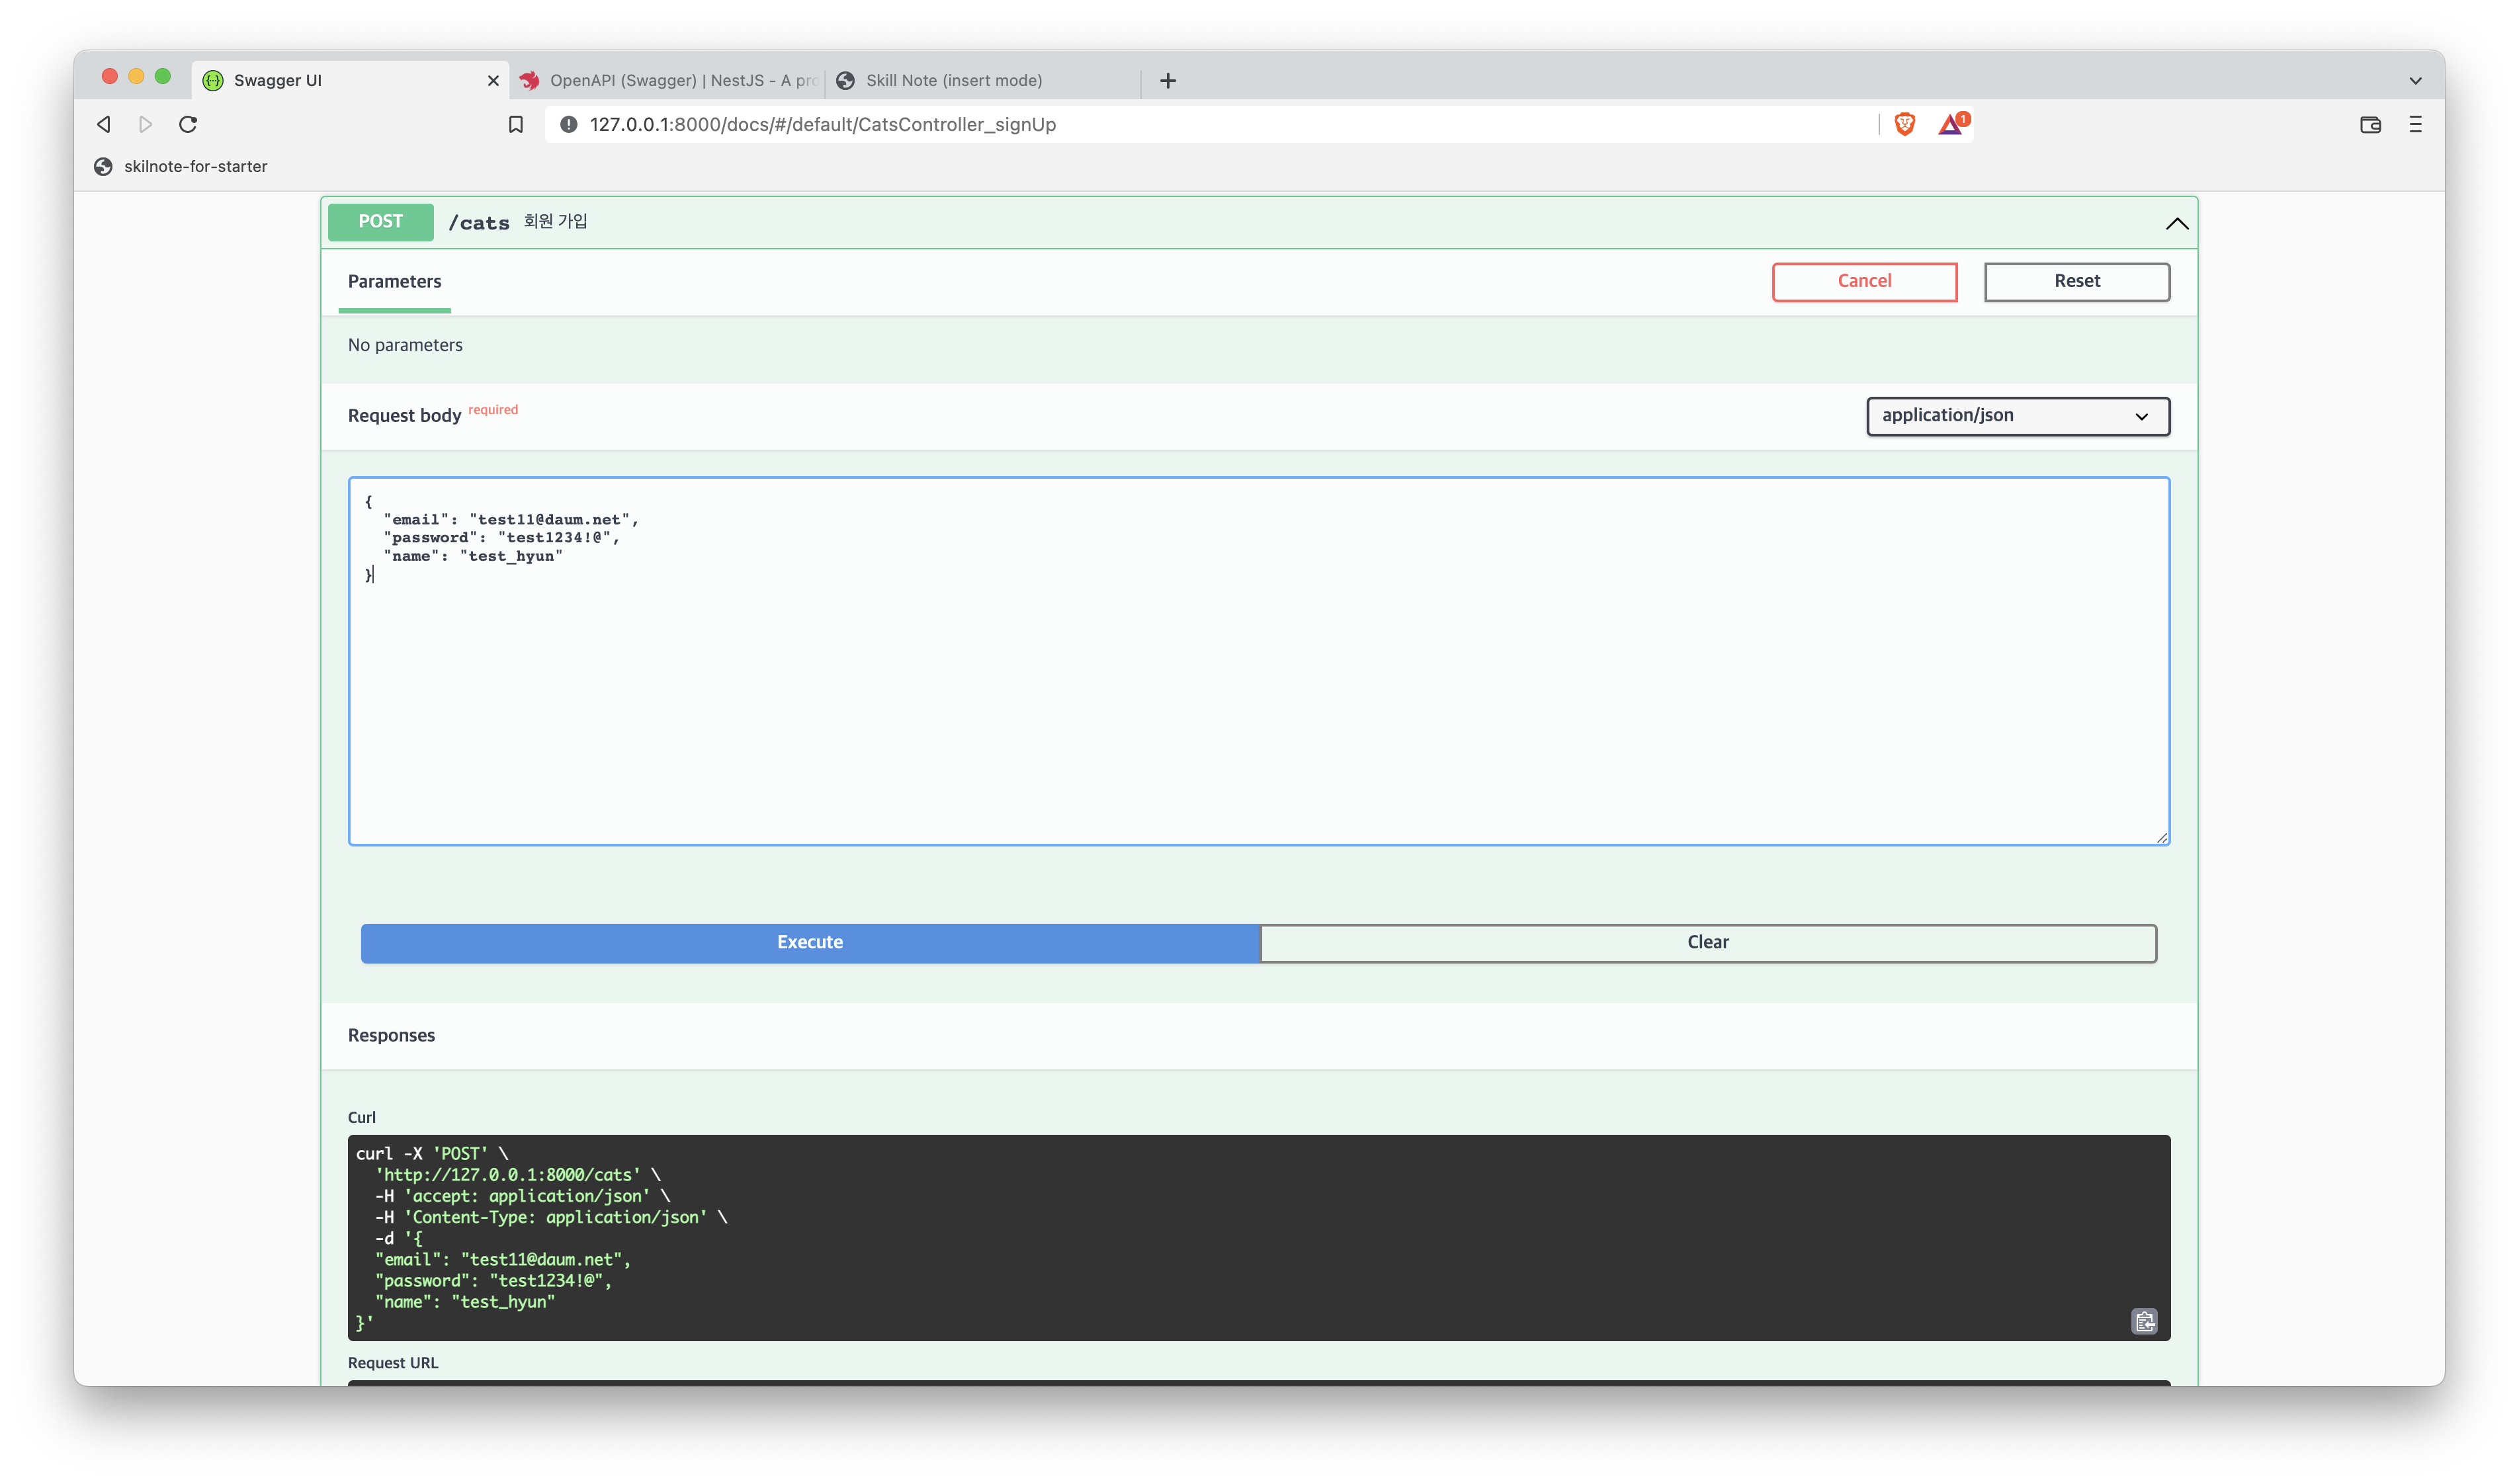 Swagger UI
OpenAPI (Swagger) | NestJS - A pro
Skill Note (insert mode)
127.0.0.1:8000/docs/#/default/CatsController_signUp
1
skilnote-for-starter
POST /cats 회원 가입
Parameters
Cancel
Reset
No parameters
Request body required
application/json
{
"email": "test11@daum.net",
"password": "test1234!@",
"name": "test_hyun"
}
Execute
Clear
Responses
Curl
curl -X 'POST' \
'http://127.0.0.1:8000/cats' \
-H 'accept: application/json' \
-H 'Content-Type: application/json' \
-d '{
"email": "test11@daum.net",
"password": "test1234!@",
"name": "test_hyun"
}'
Request URL